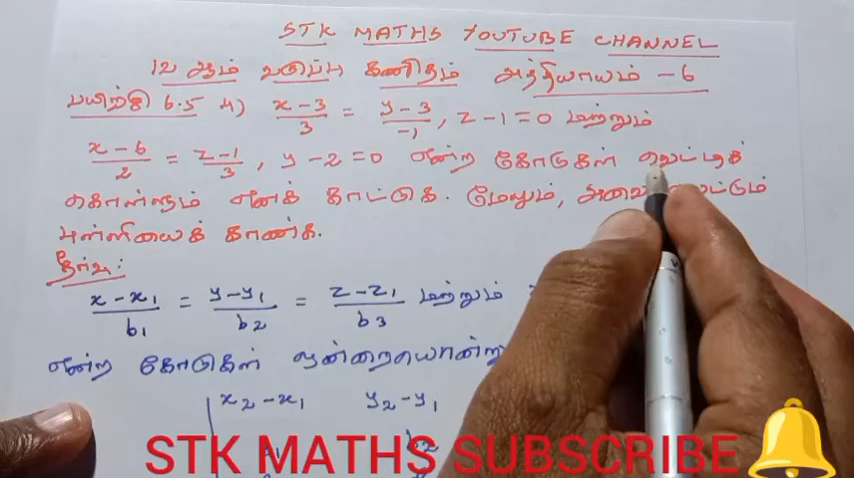 STK MATHS YOUTUBE CHANNEL
12 ஆம் வகுப்பு கணிதம் அத்தியாயம் - 6
பயிற்சி 6.5 4) x-3/3 = y-3/-1, z-1=0 மற்றும்
x-6/2 = z-1/3, y-2=0 என்ற கோடுகள் வெட்டிக்
கொள்ளும் எனக் காட்டுக. மேலும், அவை வெட்டும்
புள்ளியைக் காண்க.
தீர்வு:
x-x₁/b₁ = y-y₁/b₂ = z-z₁/b₃ மற்றும்
என்ற கோடுகள் ஒன்றையொன்று
x₂-x₁ y₂-y₁
b₂
STK MATHS SUBSCRIBE